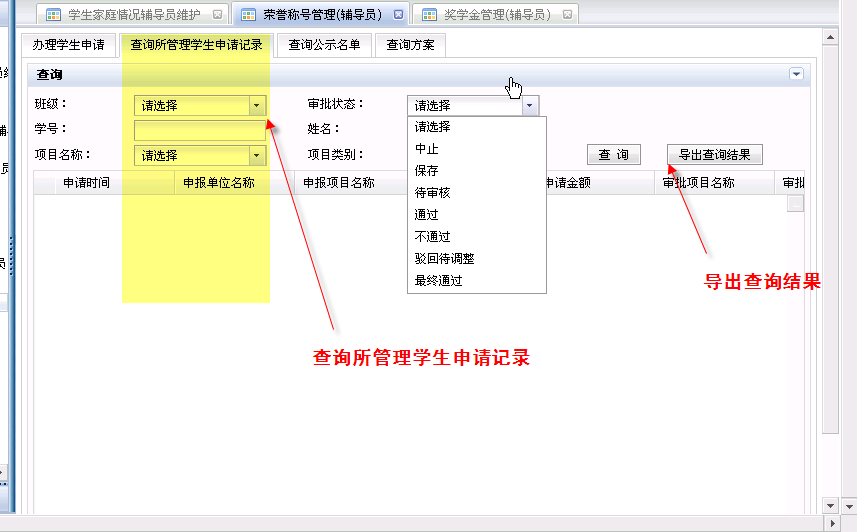 学生家庭情况辅导员维护
荣誉称号管理(辅导员)
奖学金管理(辅导员)
办理学生申请
查询所管理学生申请记录
查询公示名单
查询方案
查询
班级：
请选择
审批状态：
请选择
学号：
姓名：
项目名称：
请选择
项目类别：
查 询
导出查询结果
请选择
中止
保存
待审核
通过
不通过
驳回待调整
最终通过
申请时间
申报单位名称
申报项目名称
申请金额
审批项目名称
审批
...
导出查询结果
查询所管理学生申请记录